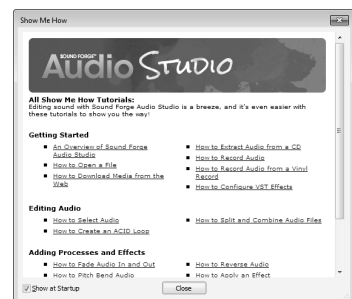 Show Me How
SOUND FORGE™
Audio STUDIO
All Show Me How Tutorials:
Editing sound with Sound Forge Audio Studio is a breeze, and it's even easier with
these tutorials to show you the way!
Getting Started
An Overview of Sound Forge
Audio Studio
How to Open a File
How to Download Media from the
Web
How to Extract Audio from a CD
How to Record Audio
How to Record Audio from a Vinyl
Record
How to Configure VST Effects
Editing Audio
How to Select Audio
How to Create an ACID Loop
How to Split and Combine Audio Files
Adding Processes and Effects
How to Fade Audio In and Out
How to Pitch Bend Audio
How to Reverse Audio
How to Apply an Effect
Show at Startup
Close